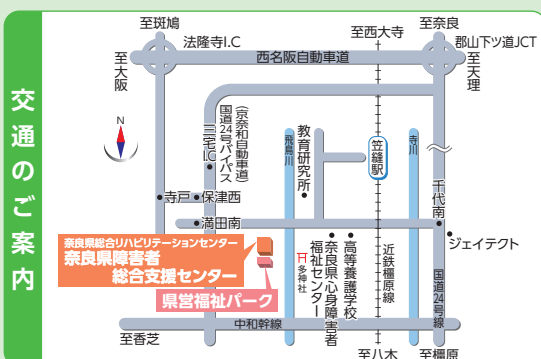 交通のご案内
至斑鳩
至西大寺
至奈良
法隆寺I.C
郡山下ツ道JCT
至大阪
西名阪自動車道
至天理
N
(京奈和自動車道)
国道24号バイパス
三宅I.C
飛鳥川
教育研究所
笠縫駅
寺川
寺戸
保津西
千代南
満田南
ジェイテクト
奈良県総合リハビリテーションセンター
奈良県障害者
総合支援センター
県営福祉パーク
多神社
奈良県心身障害者
福祉センター
高等養護学校
近鉄橿原線
国道24号線
中和幹線
至香芝
至八木
至橿原